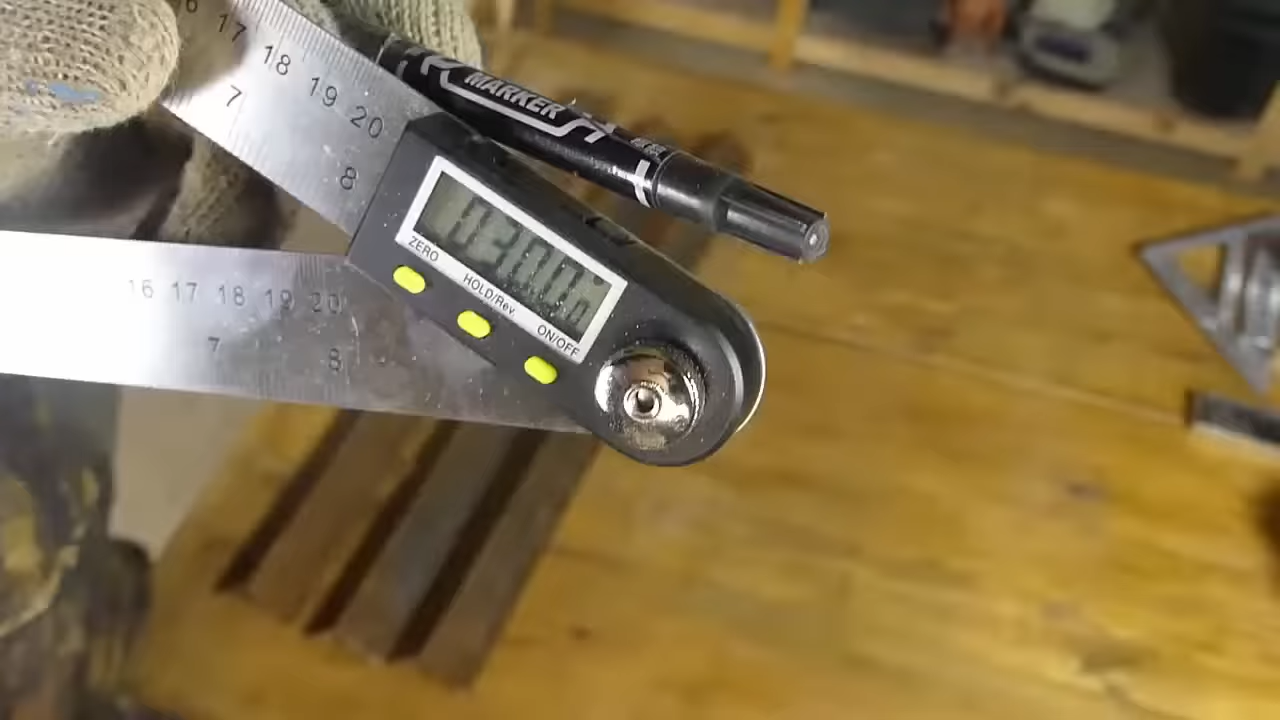 17 18 19 20
7 8
MARKER
030.0°
ZERO HOLD/Rev. ON/OFF
16 17 18 19 20
7 8